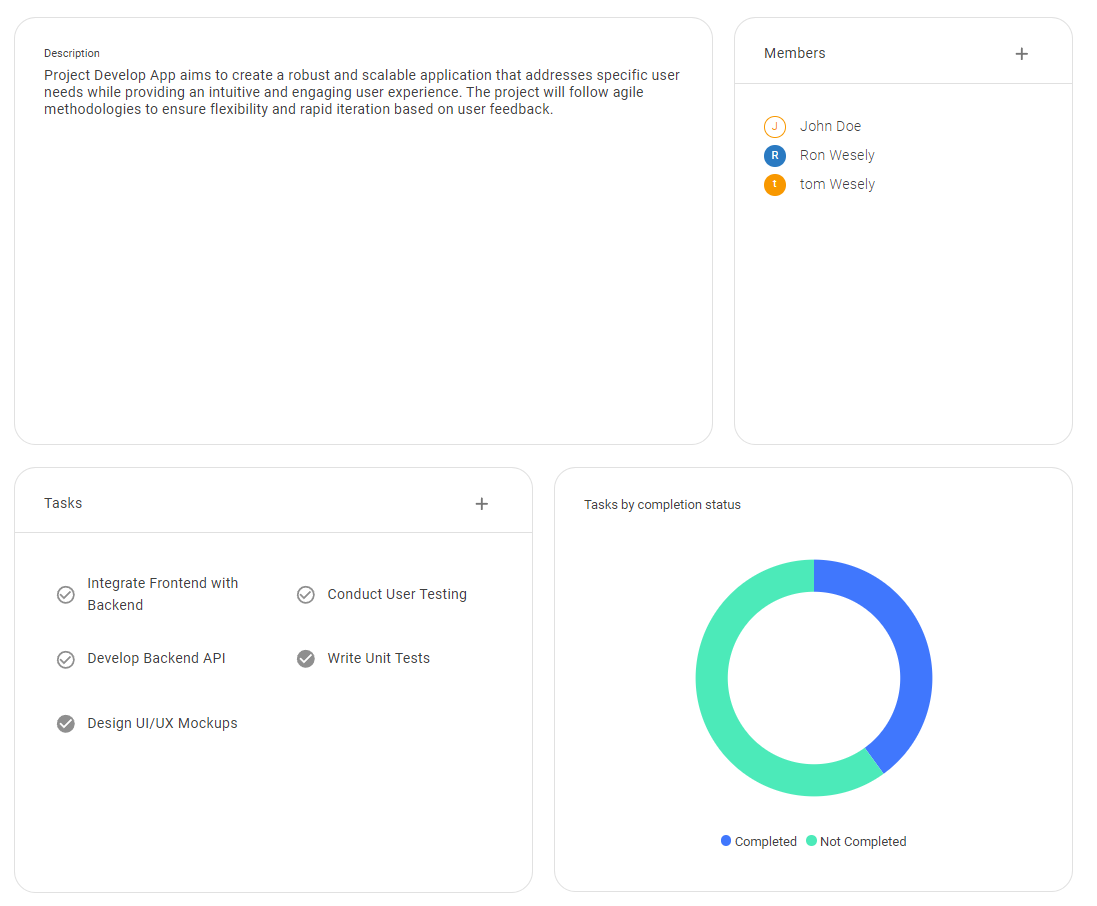 Description
Project Develop App aims to create a robust and scalable application that addresses specific user
needs while providing an intuitive and engaging user experience. The project will follow agile
methodologies to ensure flexibility and rapid iteration based on user feedback.
Members
J John Doe
R Ron Wesely
t tom Wesely
Tasks
Integrate Frontend with
Backend
Conduct User Testing
Develop Backend API
Write Unit Tests
Design UI/UX Mockups
Tasks by completion status
Completed
Not Completed